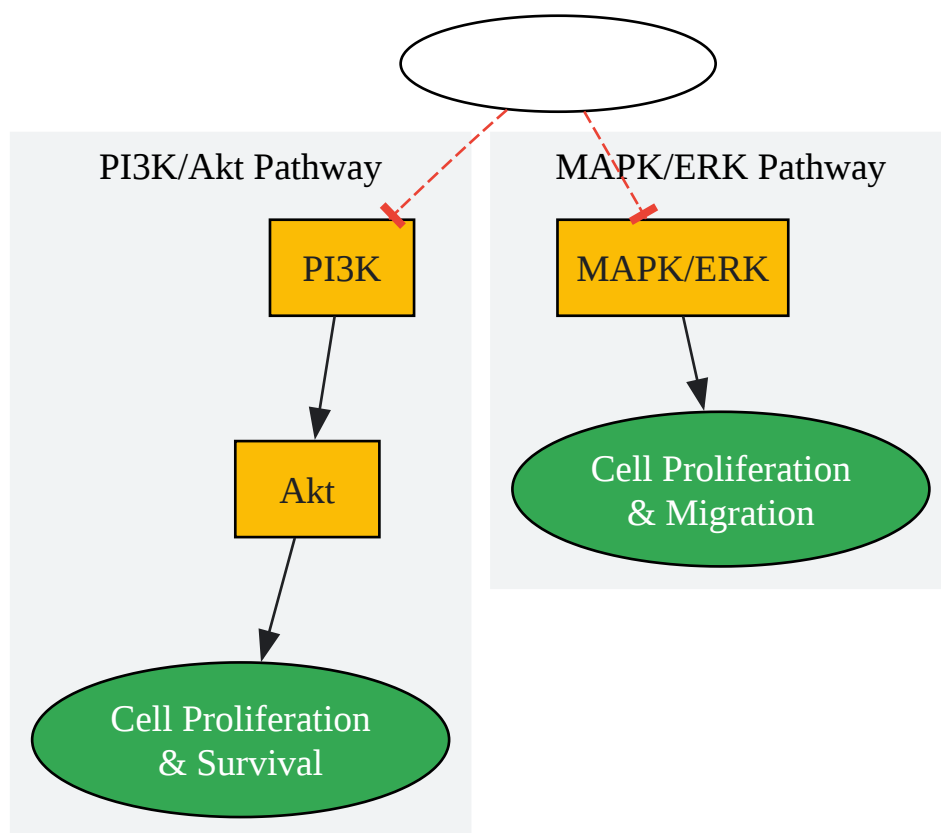 PI3K/Akt Pathway
MAPK/ERK Pathway
PI3K
MAPK/ERK
Akt
Cell Proliferation
& Migration
Cell Proliferation
& Survival